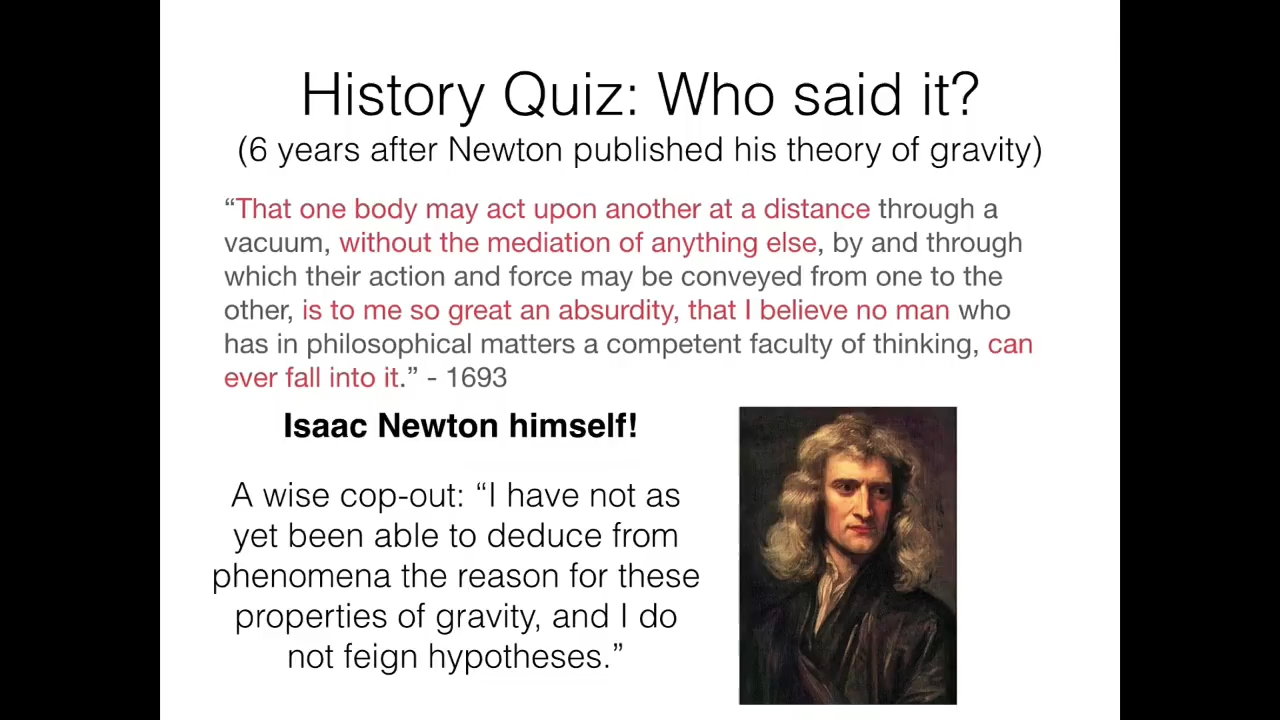 History Quiz: Who said it?
(6 years after Newton published his theory of gravity)
“That one body may act upon another at a distance through a
vacuum, without the mediation of anything else, by and through
which their action and force may be conveyed from one to the
other, is to me so great an absurdity, that I believe no man who
has in philosophical matters a competent faculty of thinking, can
ever fall into it.” - 1693
Isaac Newton himself!
A wise cop-out: “I have not as
yet been able to deduce from
phenomena the reason for these
properties of gravity, and I do
not feign hypotheses.”